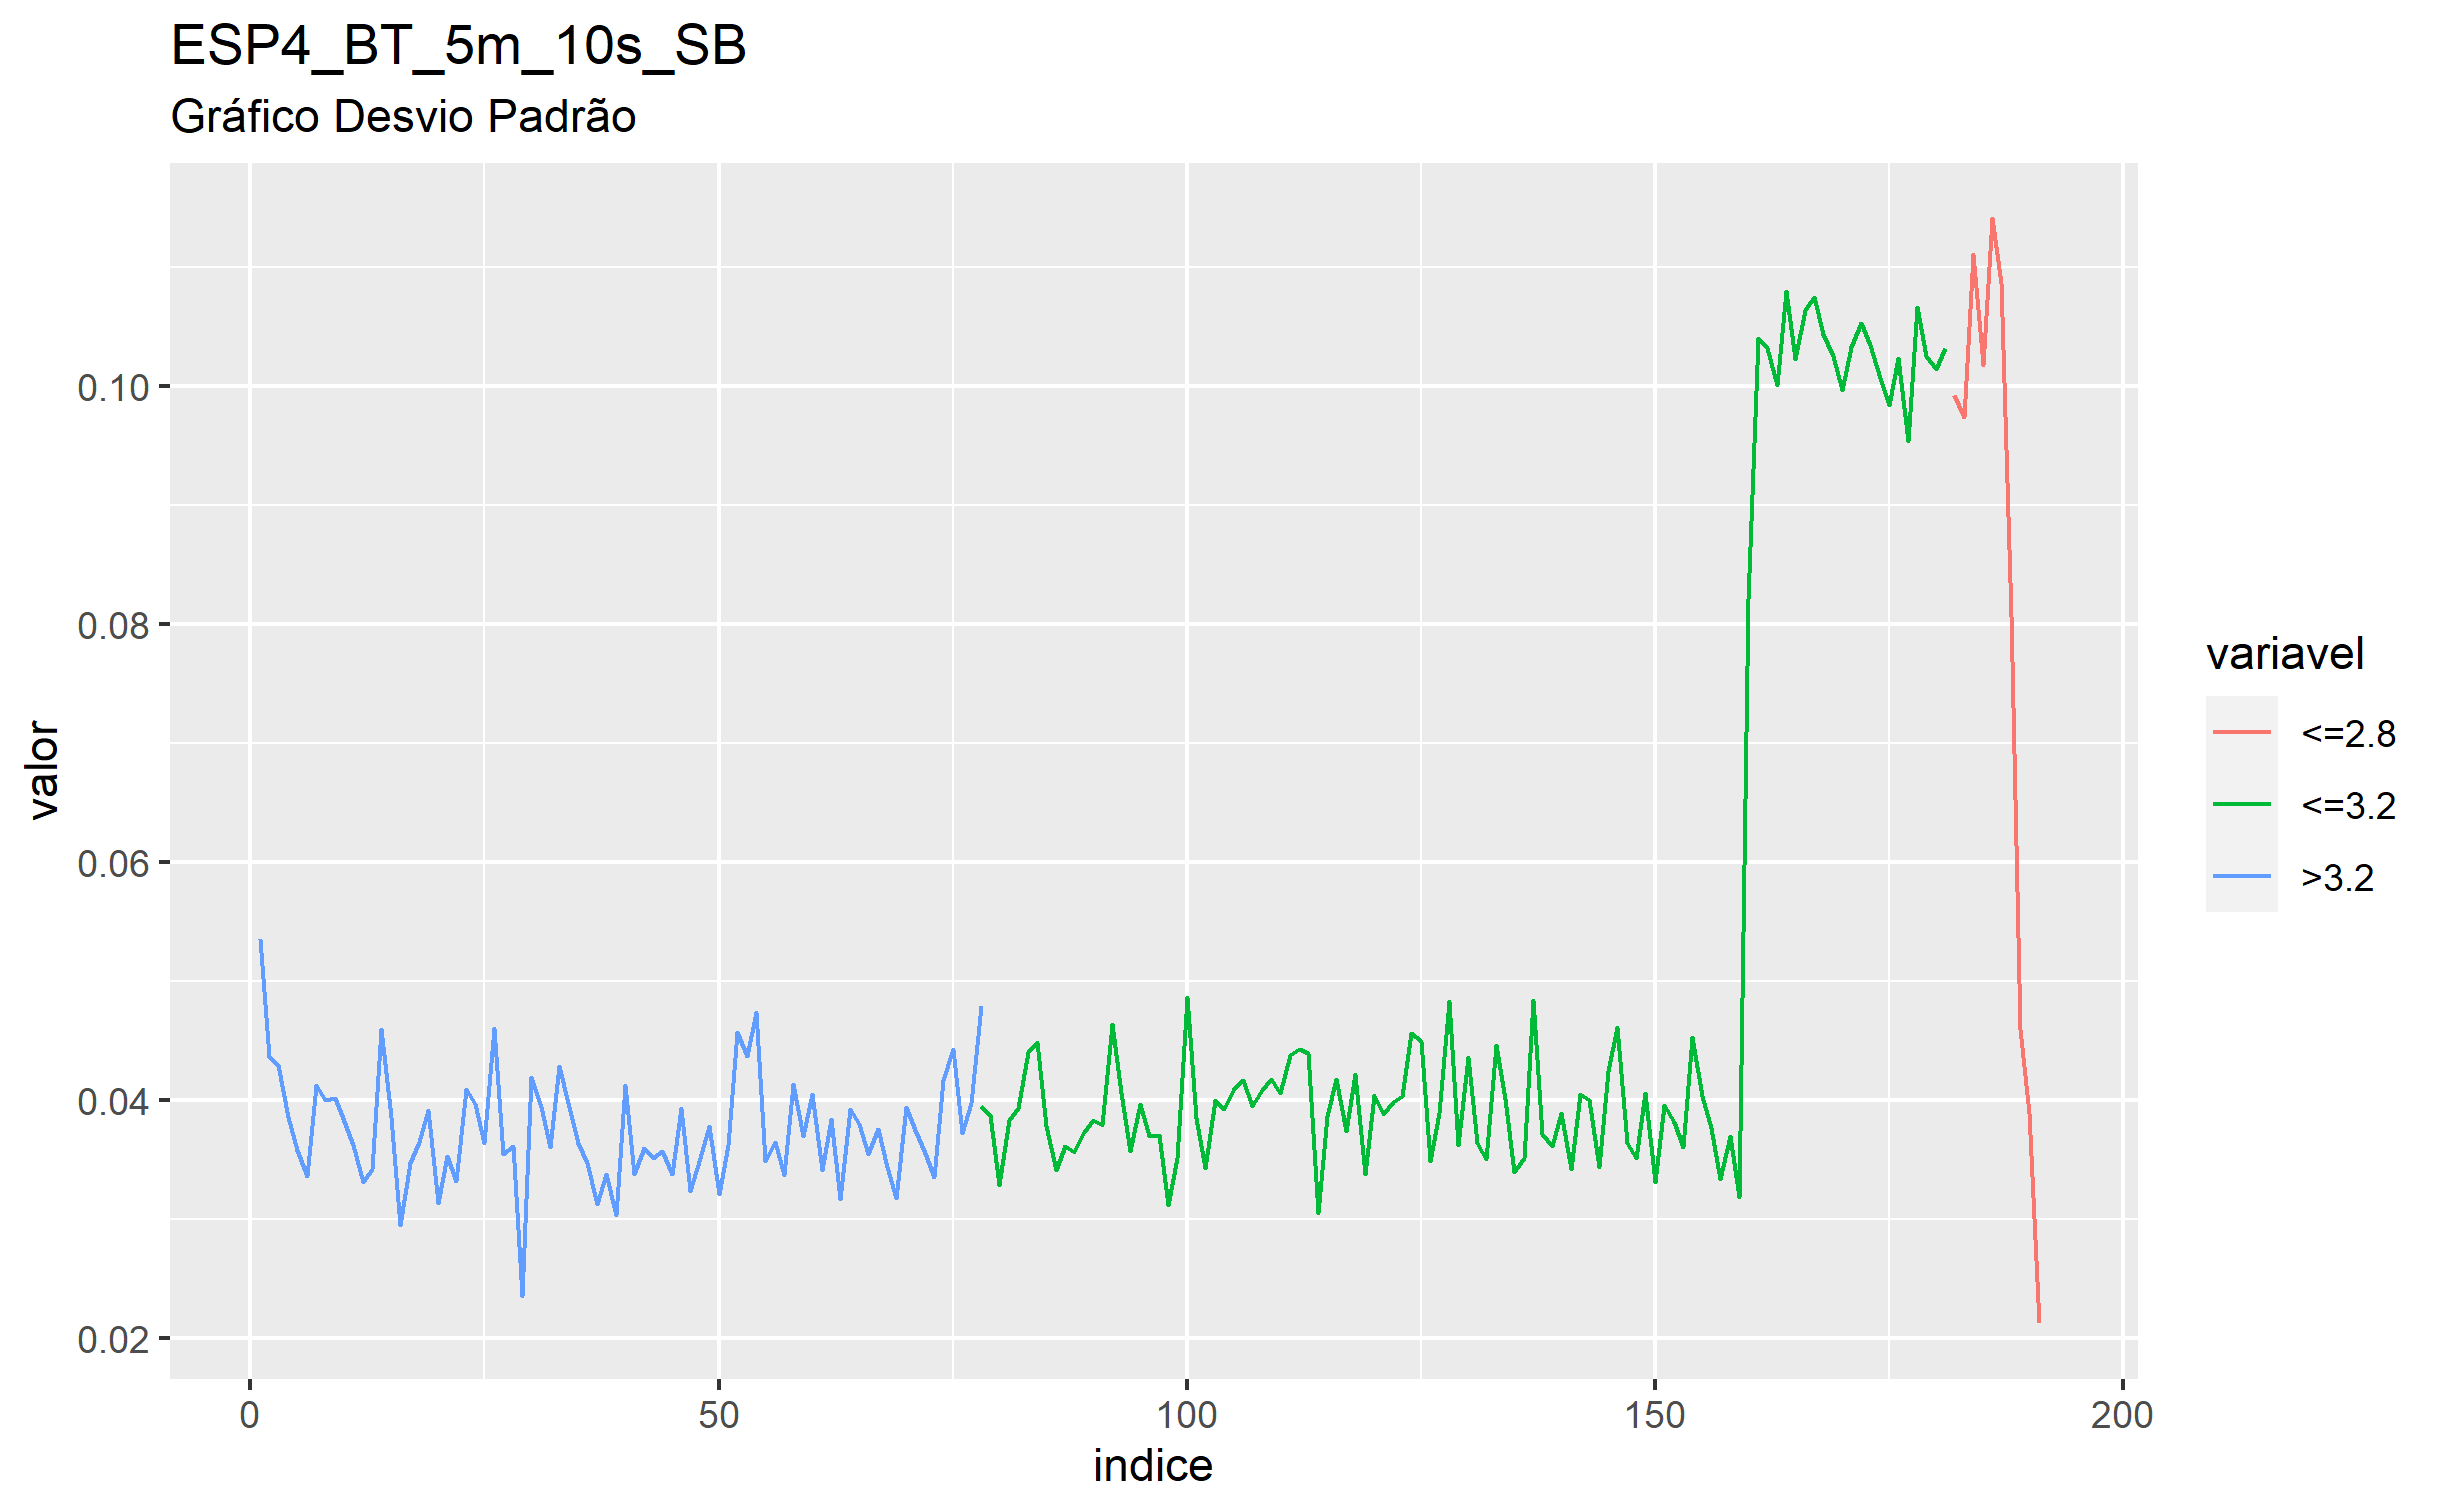 ESP4_BT_5m_10s_SB
Gráfico Desvio Padrão
valor
0.10
0.08
0.06
0.04
0.02
0 50 100 150 200
indice
variavel
<=2.8
<=3.2
>3.2